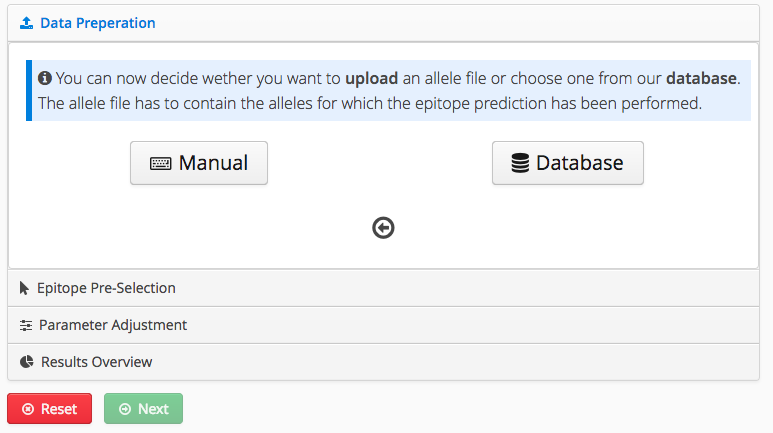 Data Preperation
You can now decide wether you want to upload an allele file or choose one from our database.
The allele file has to contain the alleles for which the epitope prediction has been performed.
Manual
Database
Epitope Pre-Selection
Parameter Adjustment
Results Overview
Reset
Next